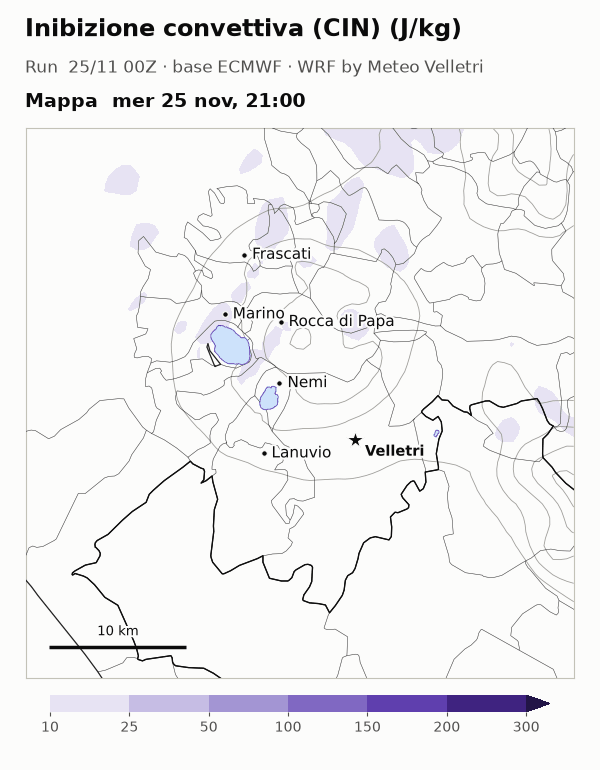 Inibizione convettiva (CIN) (J/kg)
Run  25/11 00Z · base ECMWF · WRF by Meteo Velletri
Mappa  mer 25 nov, 21:00
Frascati
Marino
Rocca di Papa
Nemi
Velletri
Lanuvio
10 km
10 25 50 100 150 200 300